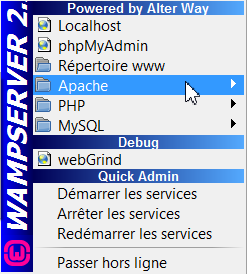 Powered by Alter Way
Localhost
phpMyAdmin
Répertoire www
Apache
PHP
MySQL
Debug
webGrind
Quick Admin
Démarrer les services
Arrêter les services
Redémarrer les services
Passer hors ligne
WAMPSERVER 2.